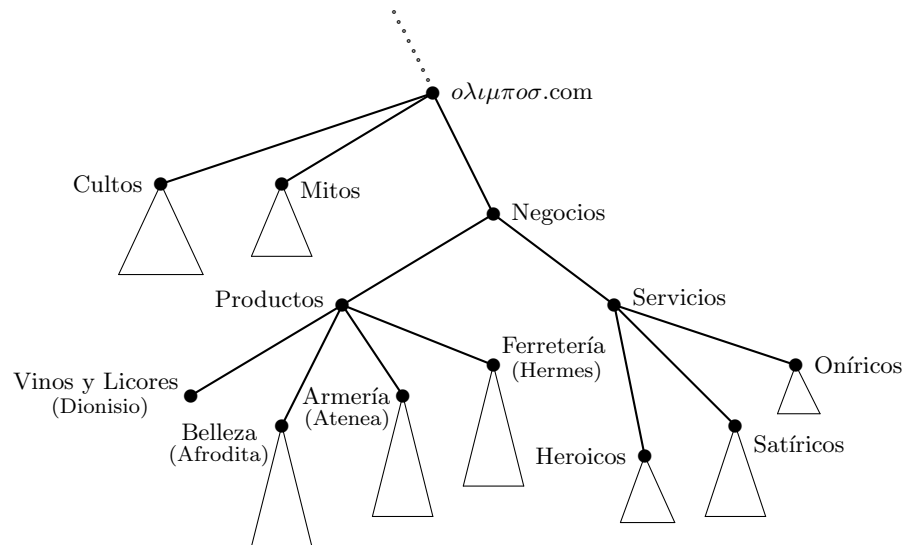 ολιμποσ.com
Cultos
Mitos
Negocios
Productos
Servicios
Vinos y Licores
(Dionisio)
Belleza
(Afrodita)
Armería
(Atenea)
Ferretería
(Hermes)
Heroicos
Satíricos
Oníricos